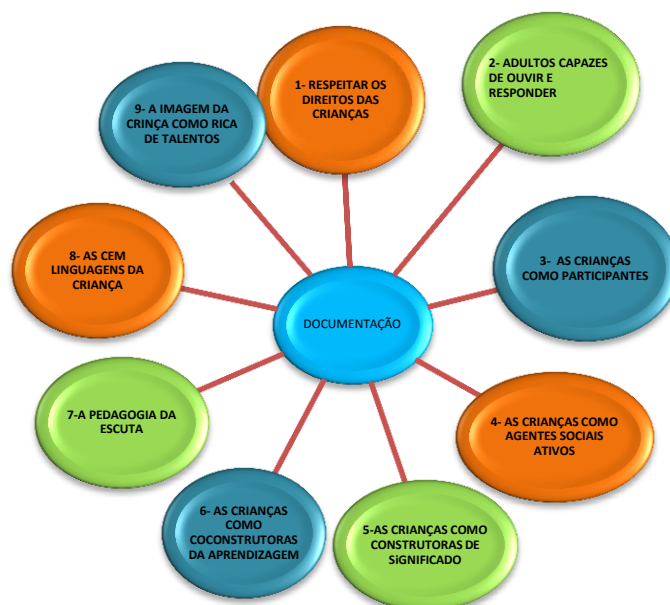 1- RESPEITAR OS
DIREITOS DAS
CRIANÇAS
2- ADULTOS CAPAZES
DE OUVIR E
RESPONDER
3- AS CRIANÇAS
COMO PARTICIPANTES
4- AS CRIANÇAS COMO
AGENTES SOCIAIS
ATIVOS
5-AS CRIANÇAS COMO
CONSTRUTORAS DE
SiGNIFICADO
6- AS CRIANÇAS
COMO
COCONSTRUTORAS
DA APRENDIZAGEM
7-A PEDAGOGIA DA
ESCUTA
8- AS CEM
LINGUAGENS DA
CRIANÇA
9- A IMAGEM DA
CRINÇA COMO RICA
DE TALENTOS
DOCUMENTAÇÃO